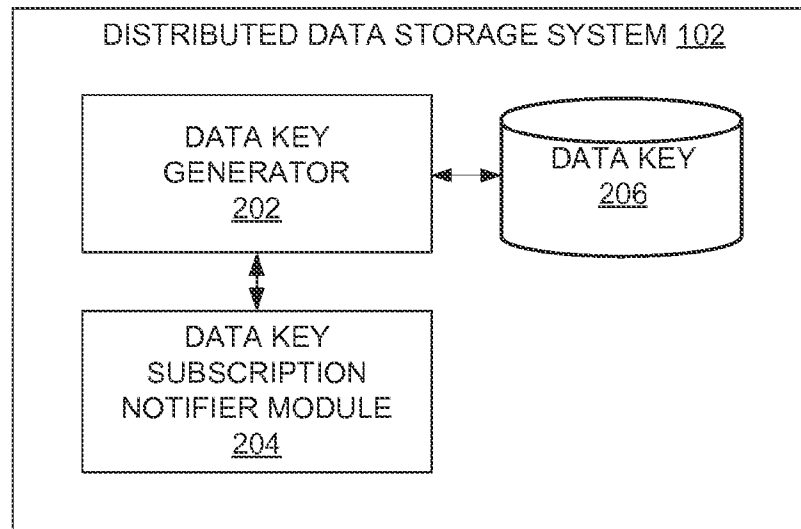 DISTRIBUTED DATA STORAGE SYSTEM 102
DATA KEY
GENERATOR
202
DATA KEY
206
DATA KEY
SUBSCRIPTION
NOTIFIER MODULE
204